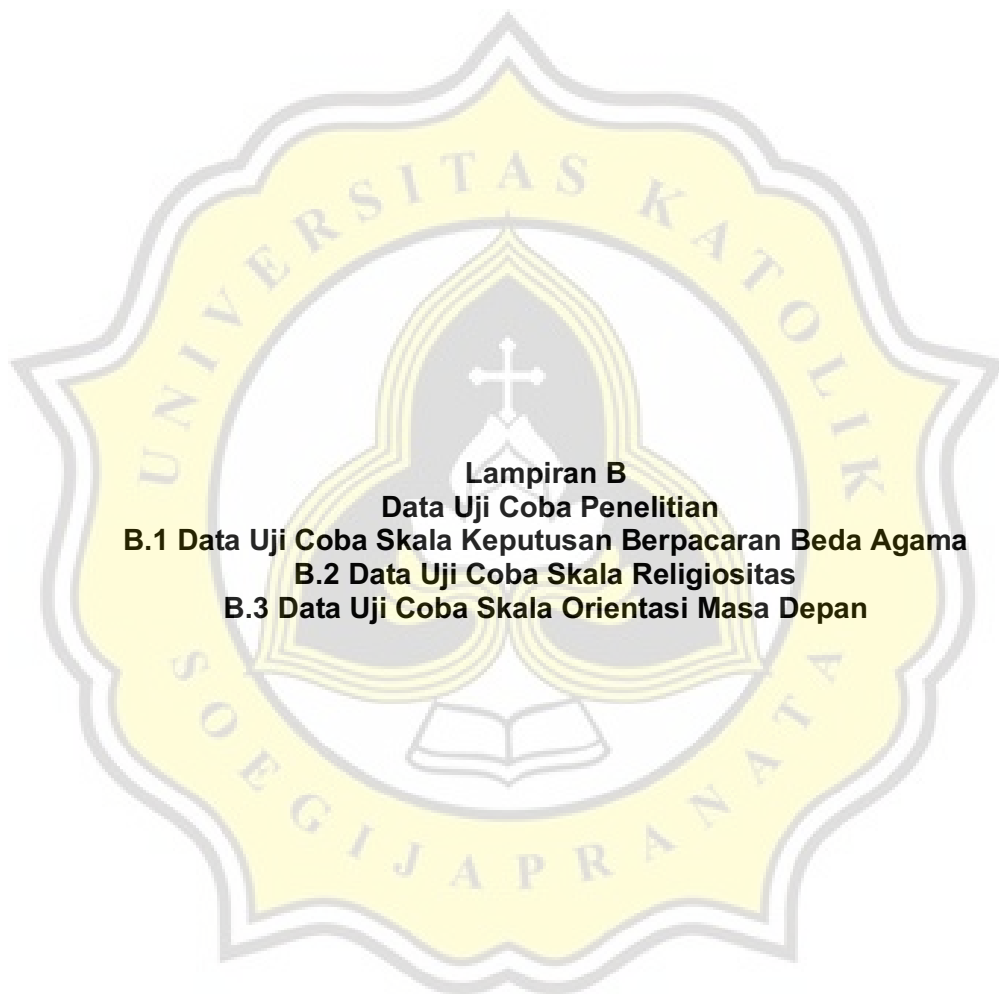 UNIVERSITAS KATOLIK
Lampiran B
Data Uji Coba Penelitian
B.1 Data Uji Coba Skala Keputusan Berpacaran Beda Agama
B.2 Data Uji Coba Skala Religiositas
B.3 Data Uji Coba Skala Orientasi Masa Depan
SOEGIJAPRANATA